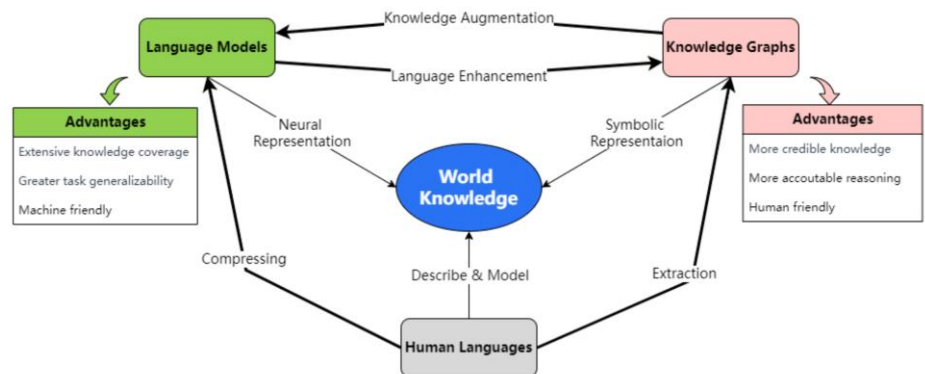 Knowledge Augmentation
Language Models
Knowledge Graphs
Language Enhancement
Advantages
Extensive knowledge coverage
Greater task generalizability
Machine friendly
Neural
Representation
Symbolic
Representaion
Advantages
More credible knowledge
More accoutable reasoning
Human friendly
World
Knowledge
Compressing
Describe & Model
Extraction
Human Languages